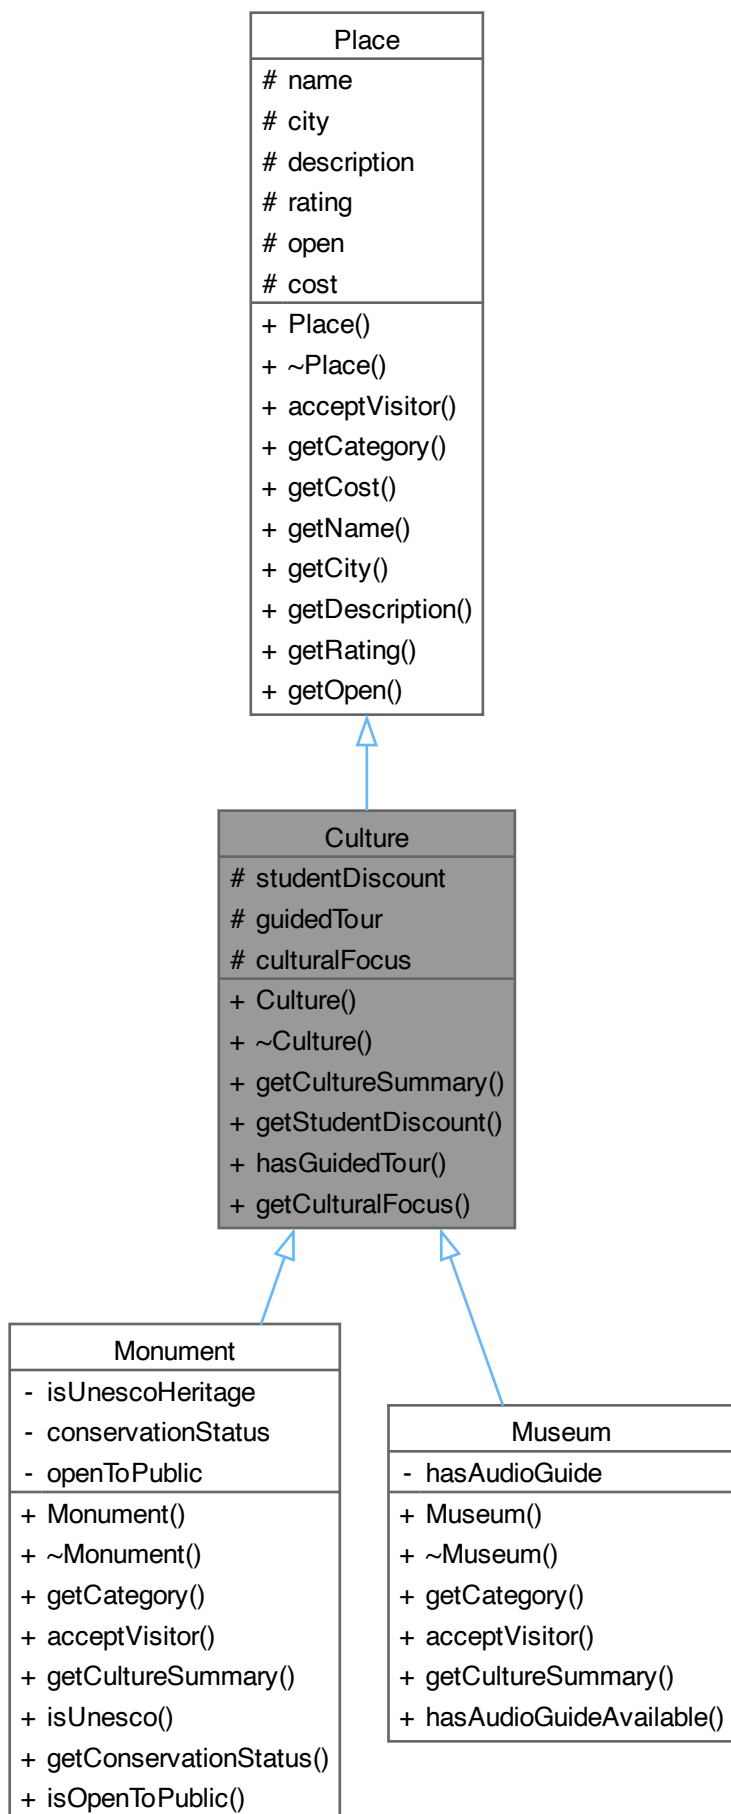 Place
# name
# city
# description
# rating
# open
# cost
+ Place()
+ ~Place()
+ acceptVisitor()
+ getCategory()
+ getCost()
+ getName()
+ getCity()
+ getDescription()
+ getRating()
+ getOpen()
Culture
# studentDiscount
# guidedTour
# culturalFocus
+ Culture()
+ ~Culture()
+ getCultureSummary()
+ getStudentDiscount()
+ hasGuidedTour()
+ getCulturalFocus()
Monument
- isUnescoHeritage
- conservationStatus
- openToPublic
+ Monument()
+ ~Monument()
+ getCategory()
+ acceptVisitor()
+ getCultureSummary()
+ isUnesco()
+ getConservationStatus()
+ isOpenToPublic()
Museum
- hasAudioGuide
+ Museum()
+ ~Museum()
+ getCategory()
+ acceptVisitor()
+ getCultureSummary()
+ hasAudioGuideAvailable()